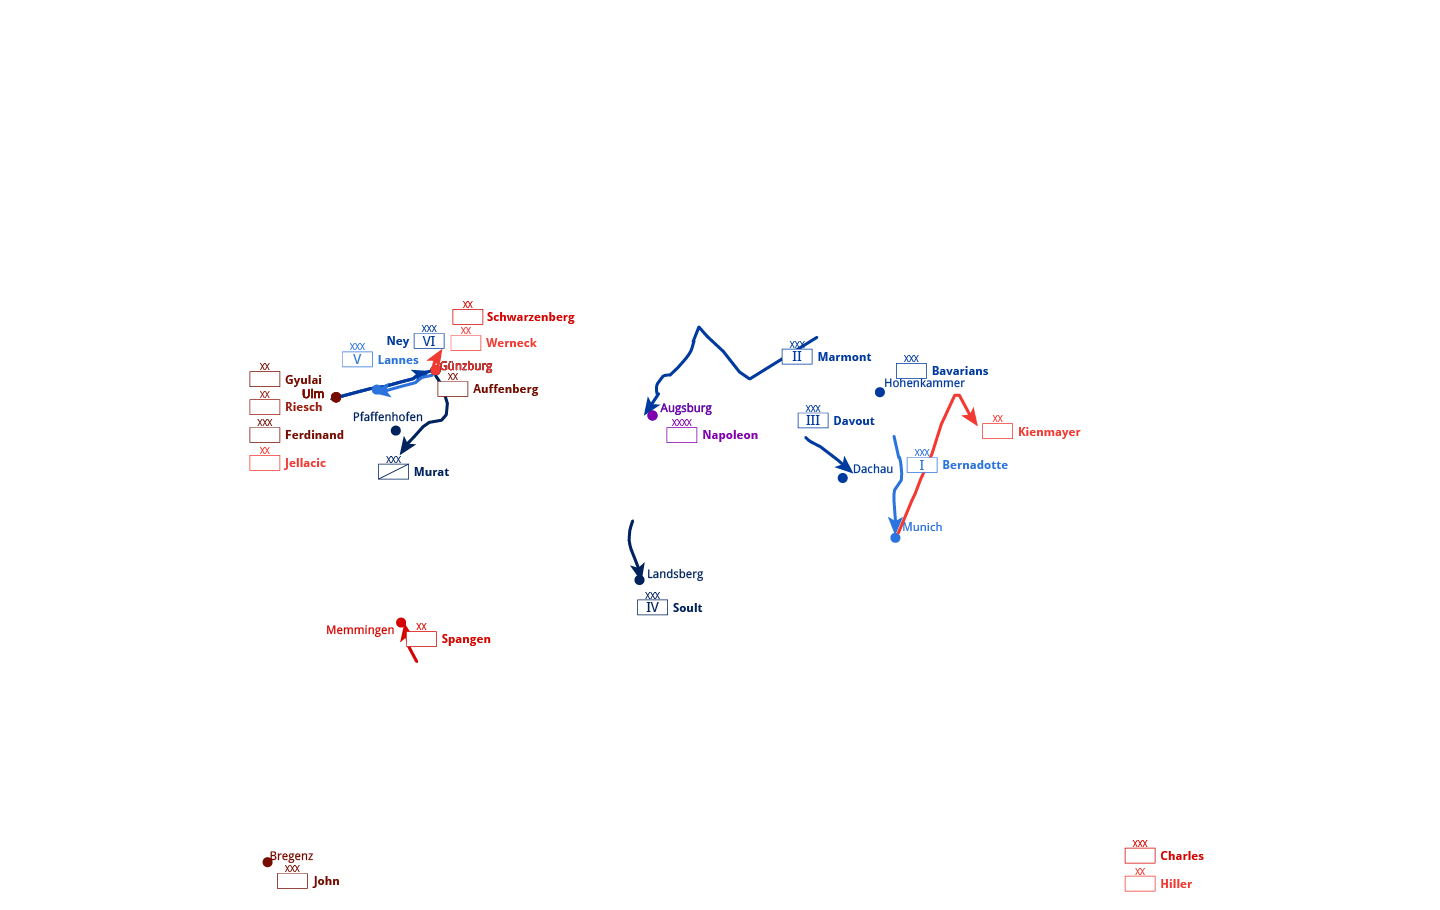 XX
Schwarzenberg
XXX
Ney VI
XX
Werneck
XXX
V Lannes
Günzburg
XX
Auffenberg
XX
Gyulai
Ulm
XX
Riesch
XXX
Ferdinand
XX
Jellacic
Pfaffenhofen
XXX
Murat
XXX
II Marmont
XXX
Bavarians
Hohenkammer
Augsburg
XXXX
Napoleon
XXX
III Davout
Dachau
XX
Kienmayer
XXX
I Bernadotte
Munich
Landsberg
XXX
IV Soult
Memmingen
XX
Spangen
Bregenz
XXX
John
XXX
Charles
XX
Hiller